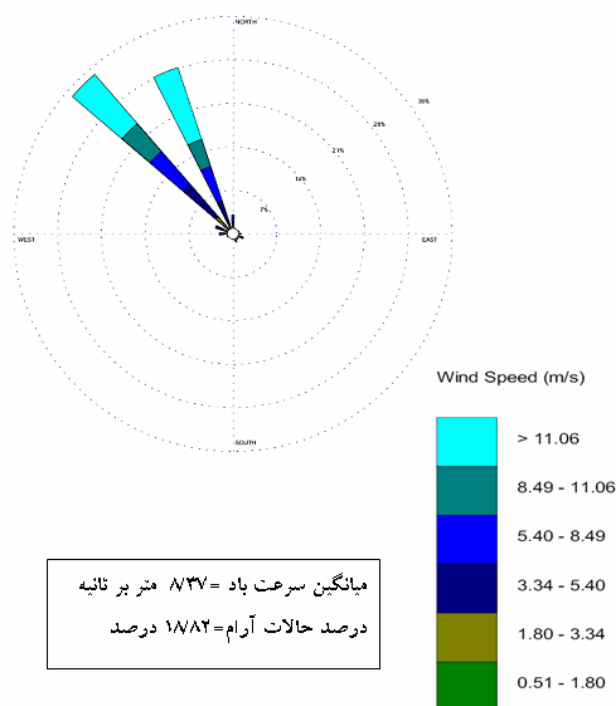 NORTH
35%
28%
21%
14%
7%
WEST
EAST
SOUTH
Wind Speed (m/s)
> 11.06
8.49 - 11.06
5.40 - 8.49
3.34 - 5.40
1.80 - 3.34
0.51 - 1.80
میانگین سرعت باد =۸/۳۷ متر بر ثانیه
درصد حالات آرام=۱۸/۸۲ درصد